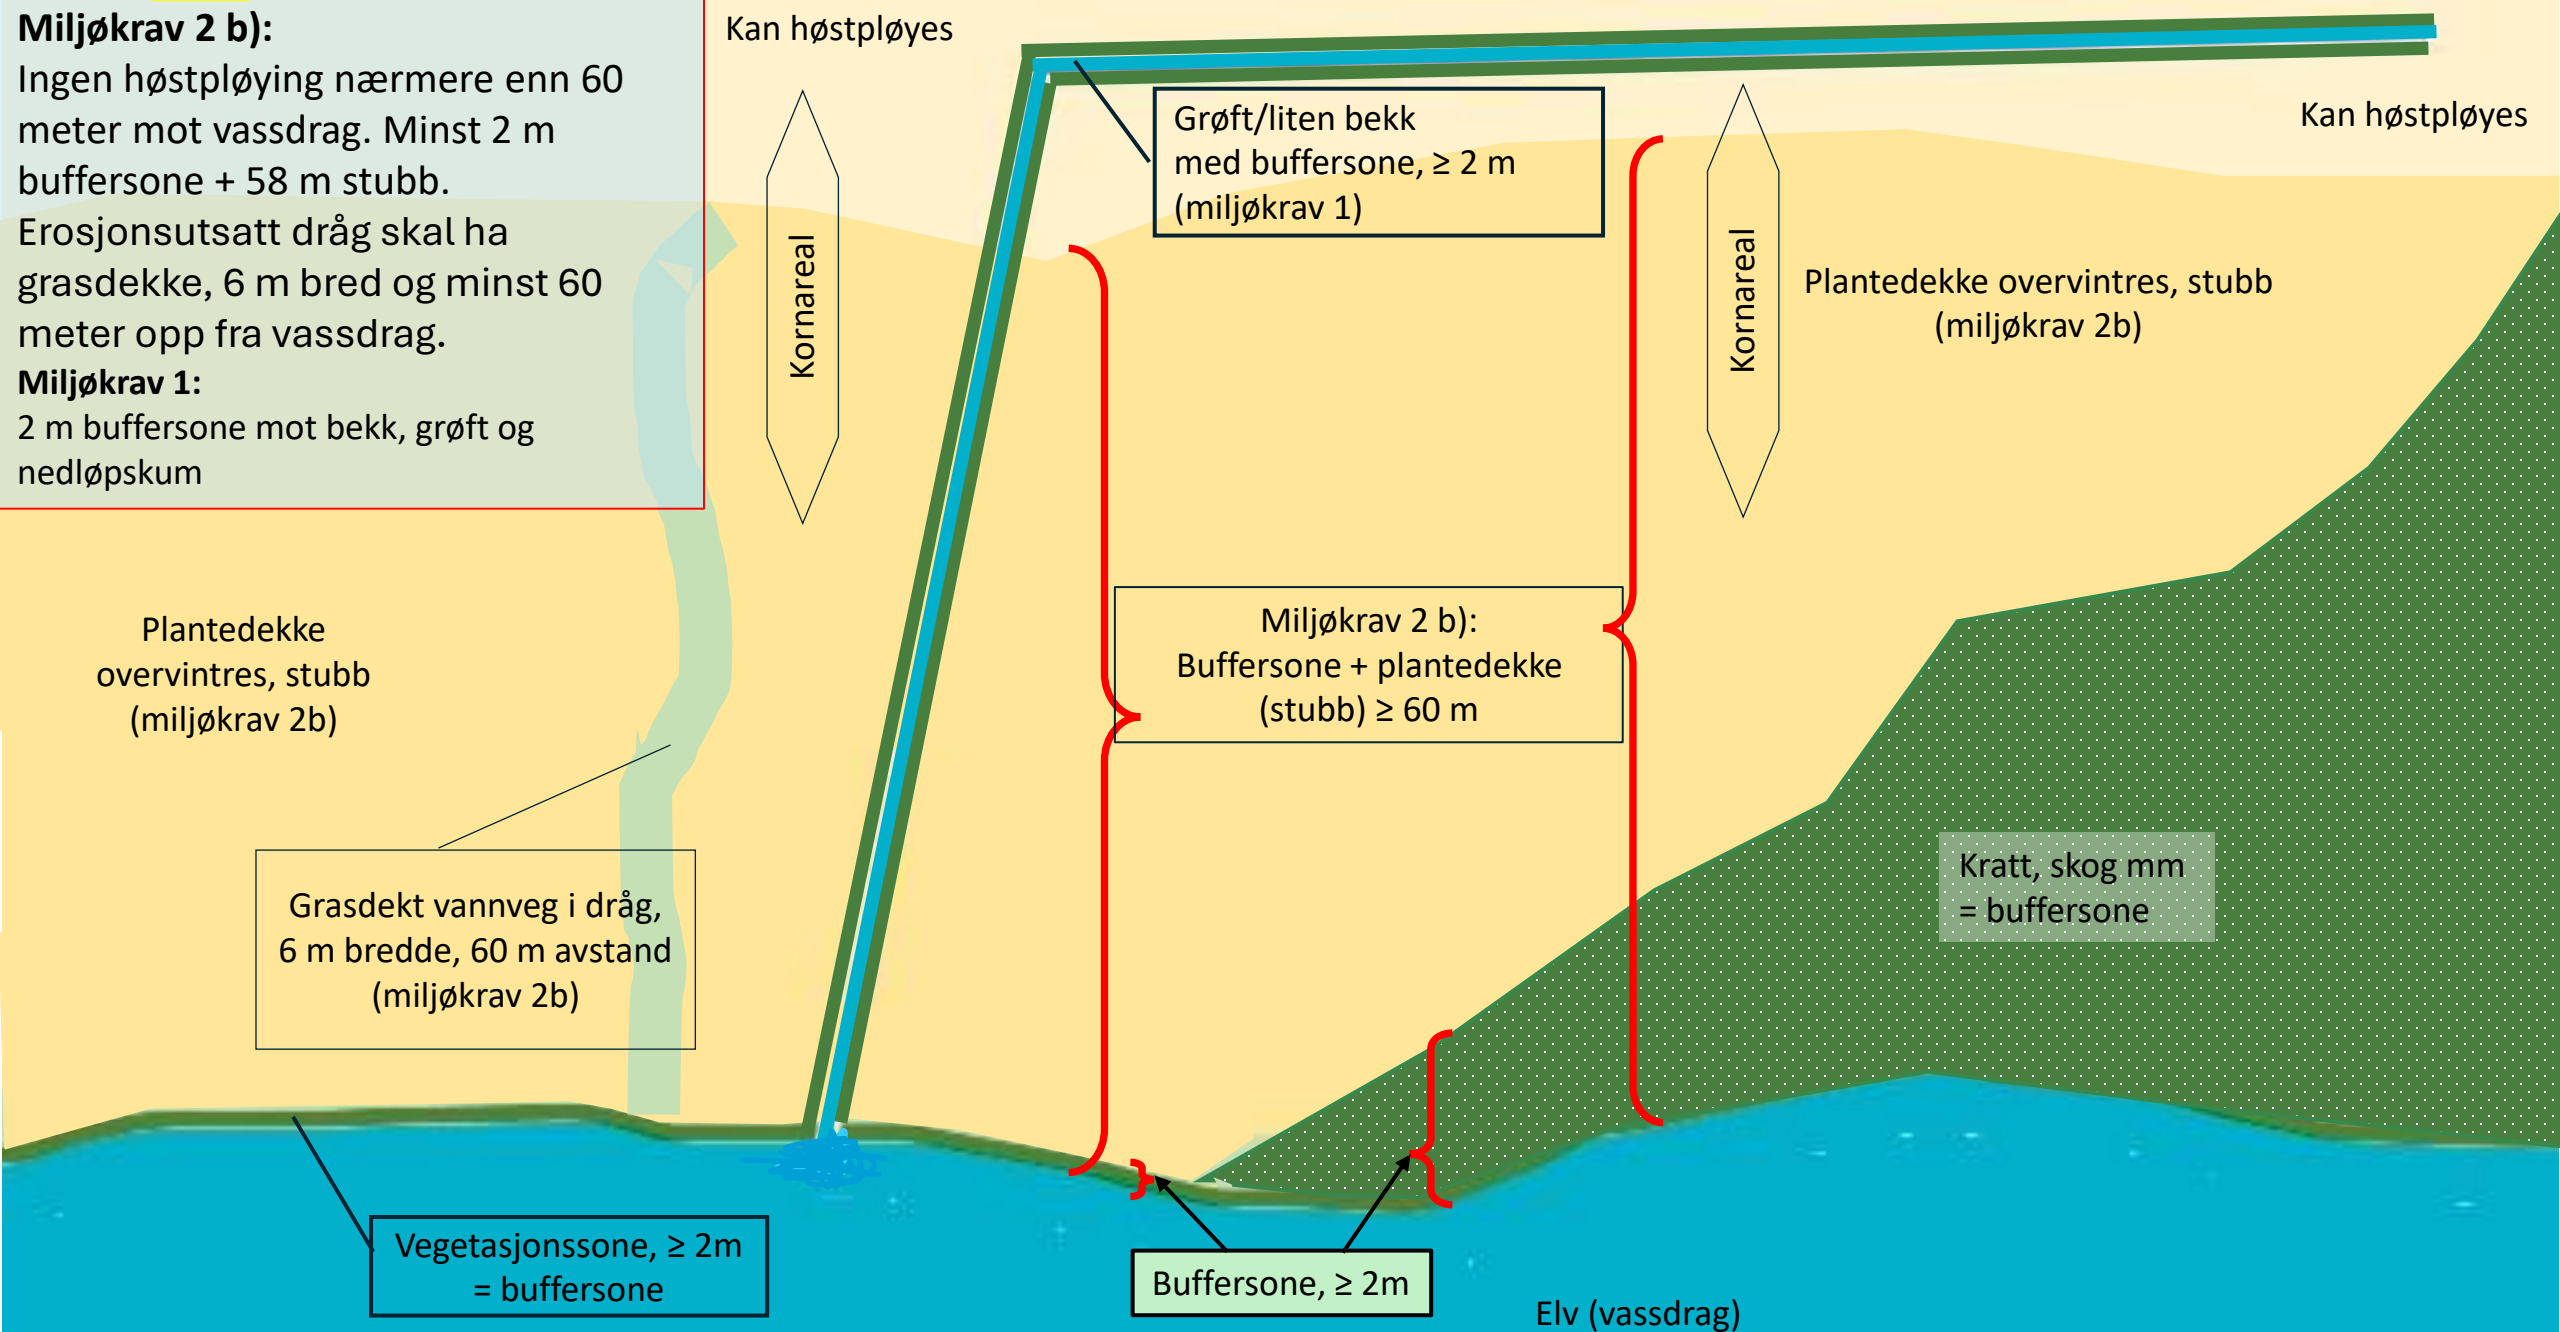 Miljøkrav 2 b):
Ingen høstpløying nærmere enn 60
meter mot vassdrag. Minst 2 m
buffersone + 58 m stubb.
Erosjonsutsatt dråg skal ha
grasdekke, 6 m bred og minst 60
meter opp fra vassdrag.
Miljøkrav 1:
2 m buffersone mot bekk, grøft og
nedløpskum
Kan høstpløyes
Kornareal
Grøft/liten bekk
med buffersone, ≥ 2 m
(miljøkrav 1)
Kornareal
Kan høstpløyes
Plantedekke overvintres, stubb
(miljøkrav 2b)
Plantedekke
overvintres, stubb
(miljøkrav 2b)
Miljøkrav 2 b):
Buffersone + plantedekke
(stubb) ≥ 60 m
Grasdekt vannveg i dråg,
6 m bredde, 60 m avstand
(miljøkrav 2b)
Kratt, skog mm
= buffersone
Vegetasjonssone, ≥ 2m
= buffersone
Buffersone, ≥ 2m
Elv (vassdrag)